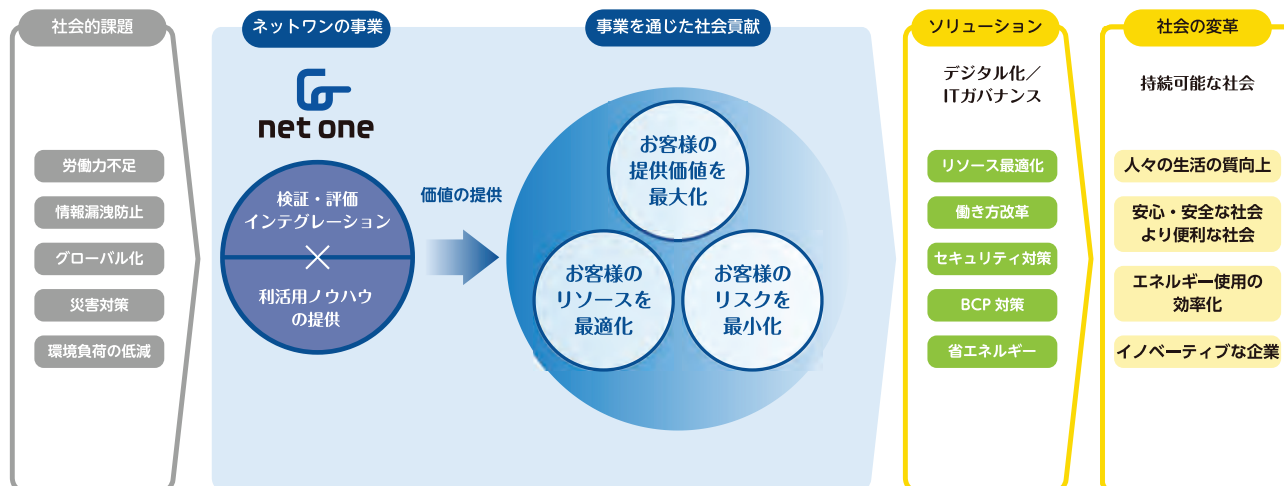 社会的課題
労働力不足
情報漏洩防止
グローバル化
災害対策
環境負荷の低減
ネットワンの事業
net one
検証・評価
インテグレーション
×
利活用ノウハウ
の提供
価値の提供
事業を通じた社会貢献
お客様の
提供価値を
最大化
お客様の
リソースを
最適化
お客様の
リスクを
最小化
ソリューション
デジタル化／
ITガバナンス
リソース最適化
働き方改革
セキュリティ対策
BCP 対策
省エネルギー
社会の変革
持続可能な社会
人々の生活の質向上
安心・安全な社会
より便利な社会
エネルギー使用の
効率化
イノベーティブな企業